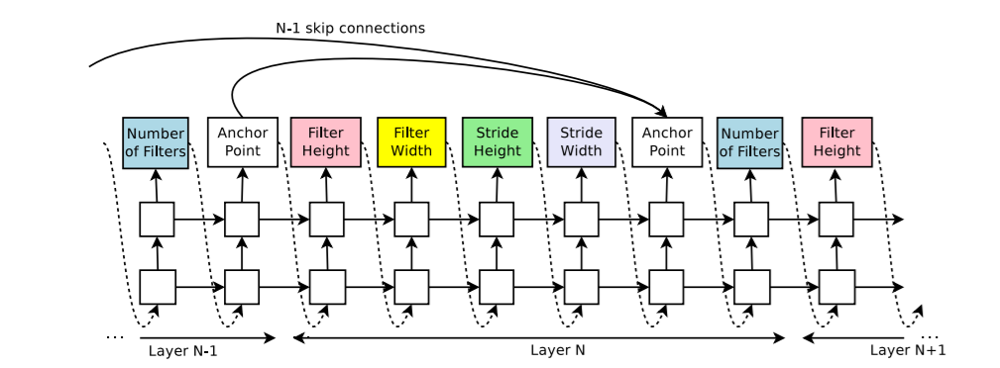 N-1 skip connections
Number
of Filters
Anchor
Point
Filter
Height
Filter
Width
Stride
Height
Stride
Width
Anchor
Point
Number
of Filters
Filter
Height
...
...
Layer N-1
Layer N
Layer N+1